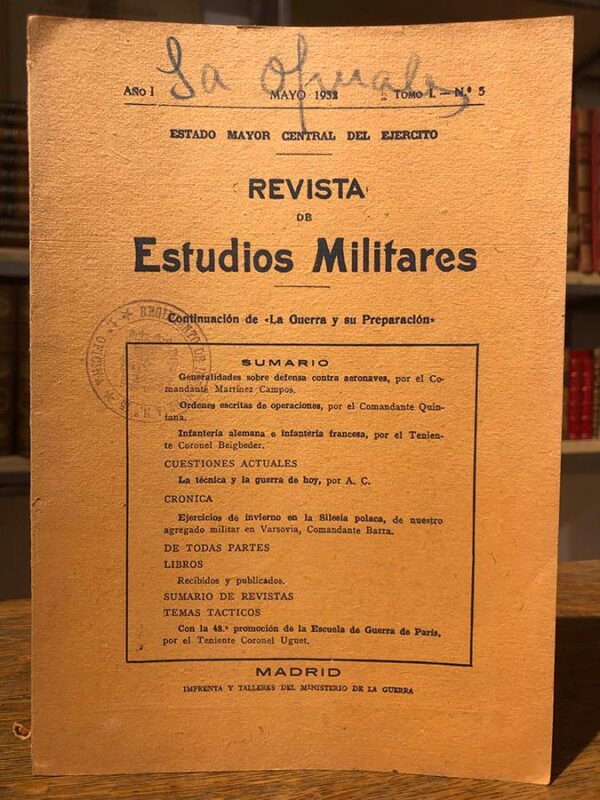 La
AÑO I MAYO 1932 TOMO I. — N.º 5
ESTADO MAYOR CENTRAL DEL EJERCITO
REVISTA
DE
Estudios Militares
Continuación de «La Guerra y su Preparación»
REGIMIENTO DE
OFICINA
SUMARIO
Generalidades sobre defensa contra aeronaves, por el Co-
mandante Martínez Campos.
Ordenes escritas de operaciones, por el Comandante Quin-
tana.
Infantería alemana e infantería francesa, por el Tenien-
te Coronel Beigbeder.
CUESTIONES ACTUALES
La técnica y la guerra de hoy, por A. C.
CRONICA
Ejercicios de invierno en la Silesia polaca, de nuestro
agregado militar en Varsovia, Comandante Barra.
DE TODAS PARTES
LIBROS
Recibidos y publicados.
SUMARIO DE REVISTAS
TEMAS TACTICOS
Con la 48.ª promoción de la Escuela de Guerra de París,
por el Teniente Coronel Uguet.
MADRID
IMPRENTA Y TALLERES DEL MINISTERIO DE LA GUERRA